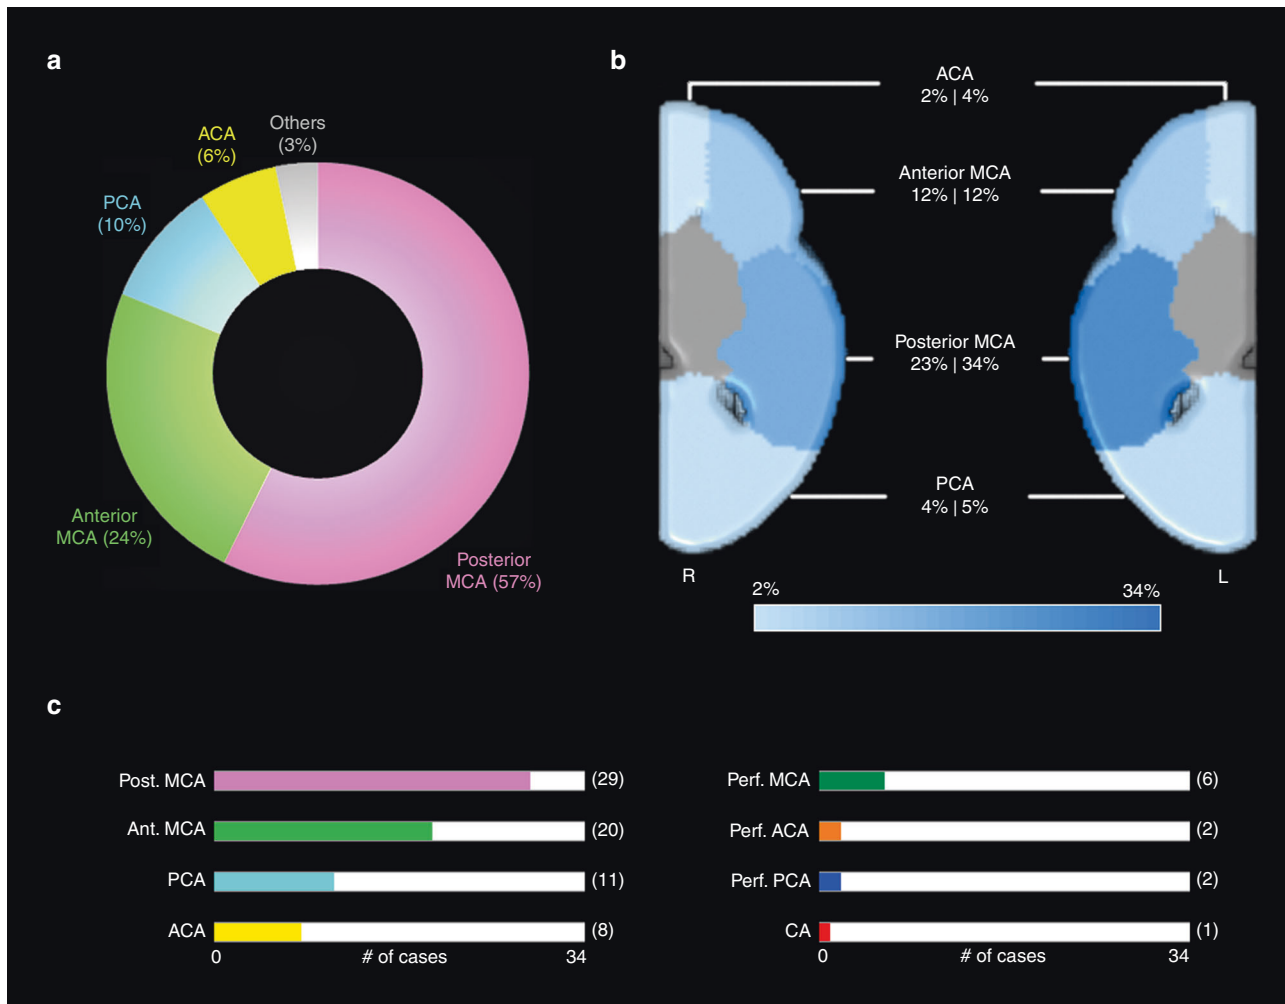 a
ACA
(6%)
Others
(3%)
PCA
(10%)
Anterior
MCA (24%)
Posterior
MCA (57%)
b
ACA
2% | 4%
Anterior MCA
12% | 12%
Posterior MCA
23% | 34%
PCA
4% | 5%
R
L
2%
34%
c
Post. MCA
(29)
Ant. MCA
(20)
PCA
(11)
ACA
(8)
0
# of cases
34
Perf. MCA
(6)
Perf. ACA
(2)
Perf. PCA
(2)
CA
(1)
0
# of cases
34